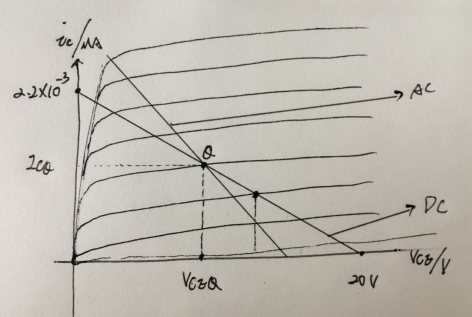 ic/mA
2.2×10⁻³
AC
Q
ICQ
DC
VCEQ
20V
VCE/V